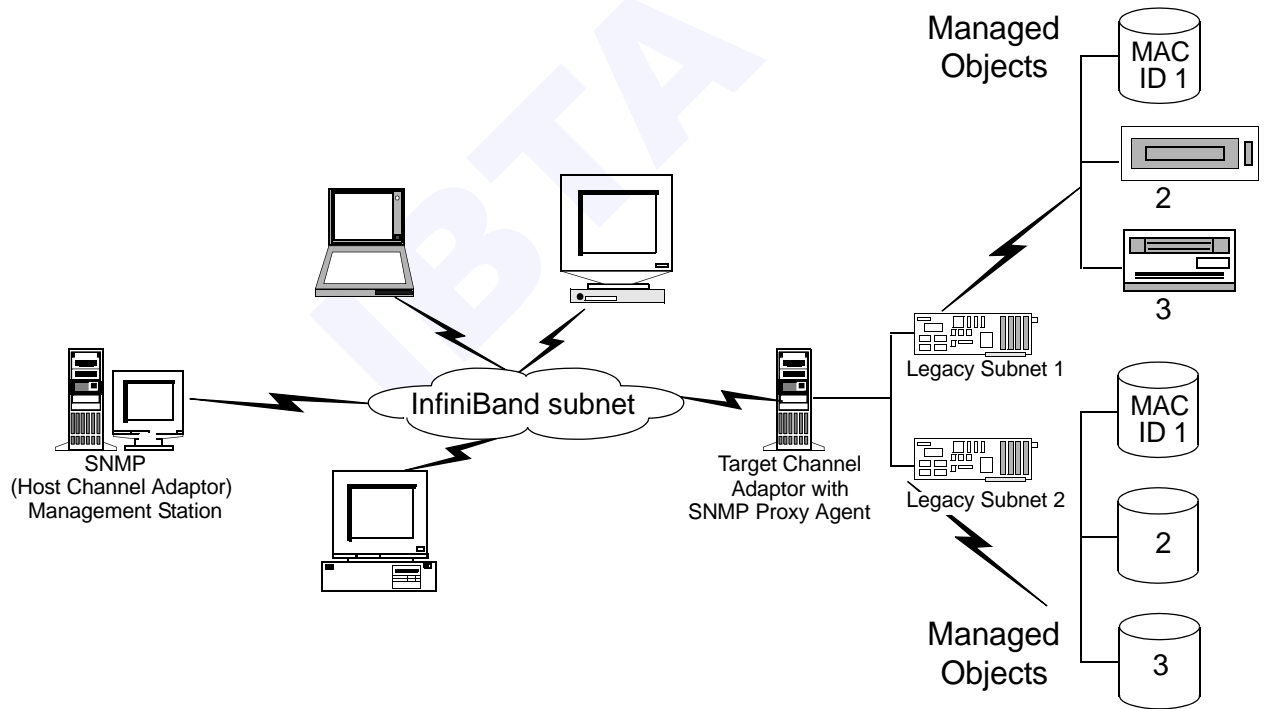 Managed
Objects
MAC
ID 1
2
3
IBTA
InfiniBand subnet
SNMP
(Host Channel Adaptor)
Management Station
Target Channel
Adaptor with
SNMP Proxy Agent
Legacy Subnet 1
Legacy Subnet 2
MAC
ID 1
2
3
Managed
Objects